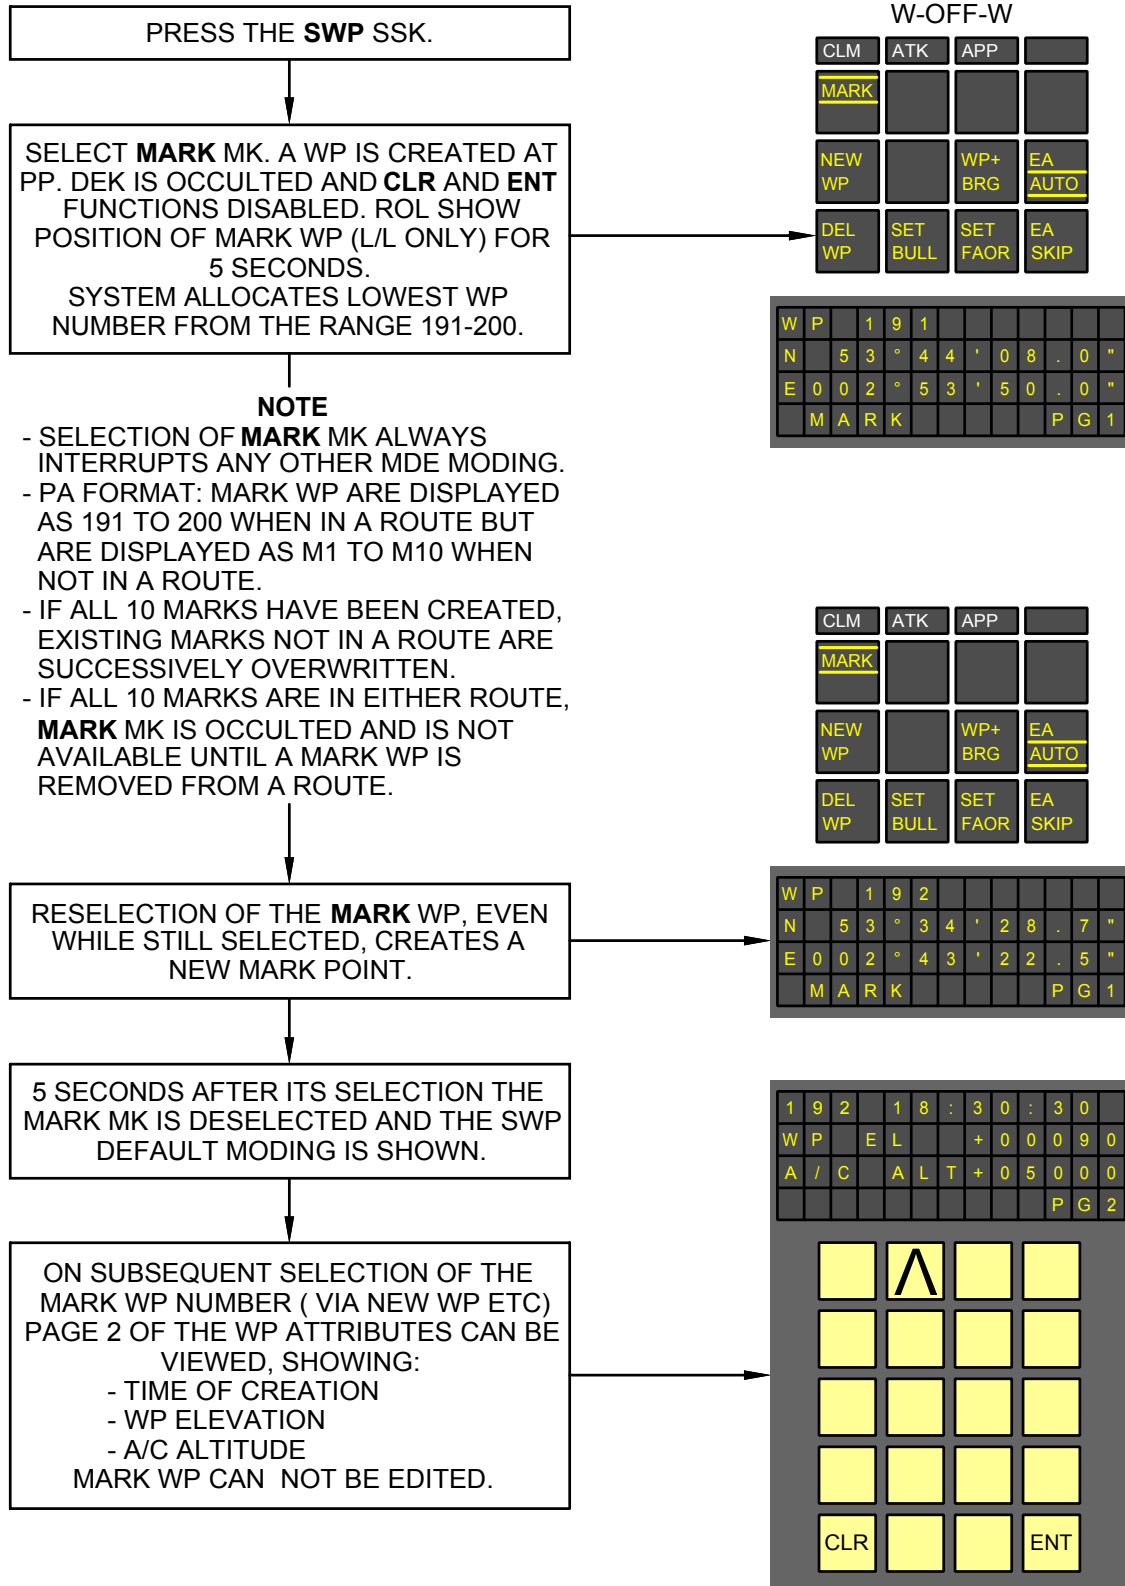 PRESS THE SWP SSK.
SELECT MARK MK. A WP IS CREATED AT
PP. DEK IS OCCULTED AND CLR AND ENT
FUNCTIONS DISABLED. ROL SHOW
POSITION OF MARK WP (L/L ONLY) FOR
5 SECONDS.
SYSTEM ALLOCATES LOWEST WP
NUMBER FROM THE RANGE 191-200.
NOTE
- SELECTION OF MARK MK ALWAYS
INTERRUPTS ANY OTHER MDE MODING.
- PA FORMAT: MARK WP ARE DISPLAYED
AS 191 TO 200 WHEN IN A ROUTE BUT
ARE DISPLAYED AS M1 TO M10 WHEN
NOT IN A ROUTE.
- IF ALL 10 MARKS HAVE BEEN CREATED,
EXISTING MARKS NOT IN A ROUTE ARE
SUCCESSIVELY OVERWRITTEN.
- IF ALL 10 MARKS ARE IN EITHER ROUTE,
MARK MK IS OCCULTED AND IS NOT
AVAILABLE UNTIL A MARK WP IS
REMOVED FROM A ROUTE.
RESELECTION OF THE MARK WP, EVEN
WHILE STILL SELECTED, CREATES A
NEW MARK POINT.
5 SECONDS AFTER ITS SELECTION THE
MARK MK IS DESELECTED AND THE SWP
DEFAULT MODING IS SHOWN.
ON SUBSEQUENT SELECTION OF THE
MARK WP NUMBER ( VIA NEW WP ETC)
PAGE 2 OF THE WP ATTRIBUTES CAN BE
VIEWED, SHOWING:
- TIME OF CREATION
- WP ELEVATION
- A/C ALTITUDE
MARK WP CAN NOT BE EDITED.
W-OFF-W
CLM ATK APP
MARK
NEW WP+ EA
WP BRG AUTO
DEL SET SET EA
WP BULL FAOR SKIP
WP 191
N 53°44'08.0"
E002°53'50.0"
MARK PG1
CLM ATK APP
MARK
NEW WP+ EA
WP BRG AUTO
DEL SET SET EA
WP BULL FAOR SKIP
WP 192
N 53°34'28.7"
E002°43'22.5"
MARK PG1
192 18:30:30
WP EL +00090
A/C ALT+05000
PG2
Λ
CLR ENT